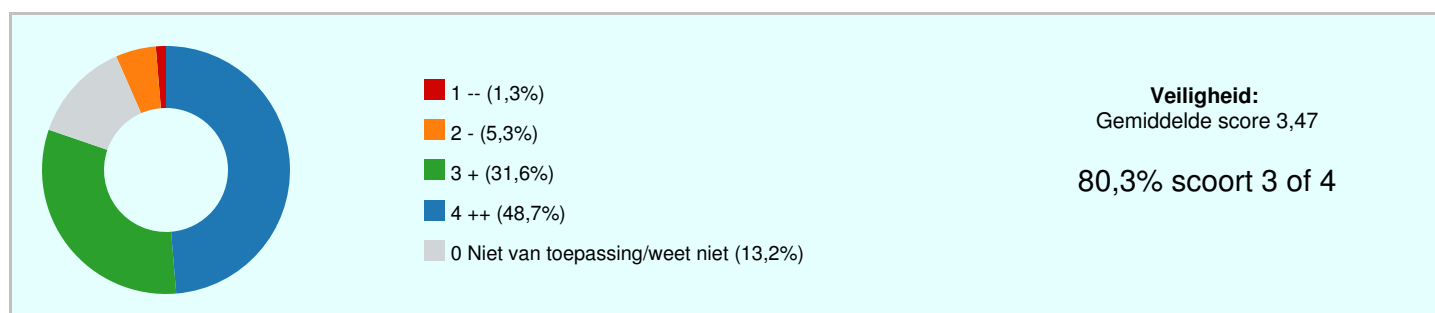 1 -- (1,3%)
2 - (5,3%)
3 + (31,6%)
4 ++ (48,7%)
0 Niet van toepassing/weet niet (13,2%)
Veiligheid:
Gemiddelde score 3,47
80,3% scoort 3 of 4